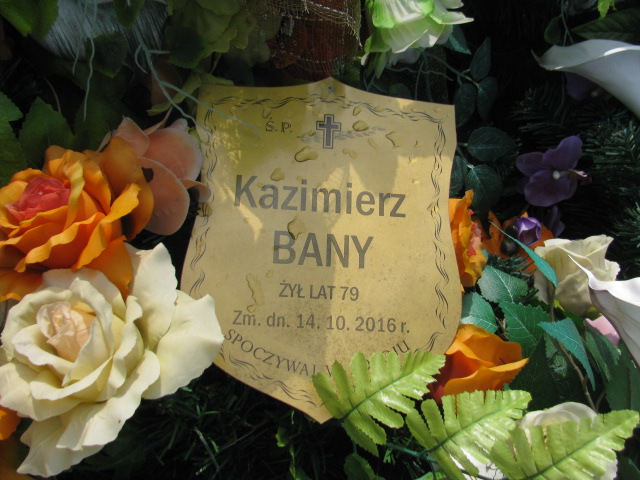 Ś.P.
Kazimierz
BANY
ŻYŁ LAT 79
Zm. dn. 14. 10. 2016 r.